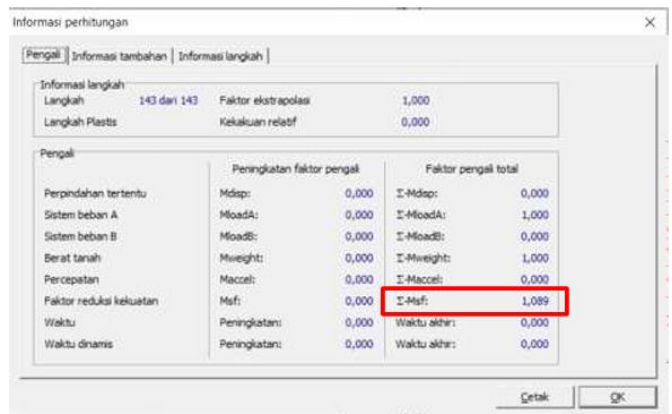 Informasi perhitungan
Pengali Informasi tambahan Informasi langkah
Informasi langkah
Langkah 143 dari 143 Faktor ekstrapolasi 1,000
Langkah Plastis Kekakuan relatif 0,000
Pengali
Peningkatan faktor pengali Faktor pengali total
Perpindahan tertentu Mdisp: 0,000 Σ-Mdisp: 0,000
Sistem beban A MloadA: 0,000 Σ-MloadA: 1,000
Sistem beban B MloadB: 0,000 Σ-MloadB: 0,000
Berat tanah Mweight: 0,000 Σ-Mweight: 1,000
Percepatan Maccel: 0,000 Σ-Maccel: 0,000
Faktor reduksi kekuatan Msf: 0,000 Σ-Msf: 1,089
Waktu Peningkatan: 0,000 Waktu akhir: 0,000
Waktu dinamis Peningkatan: 0,000 Waktu akhir: 0,000
Cetak OK